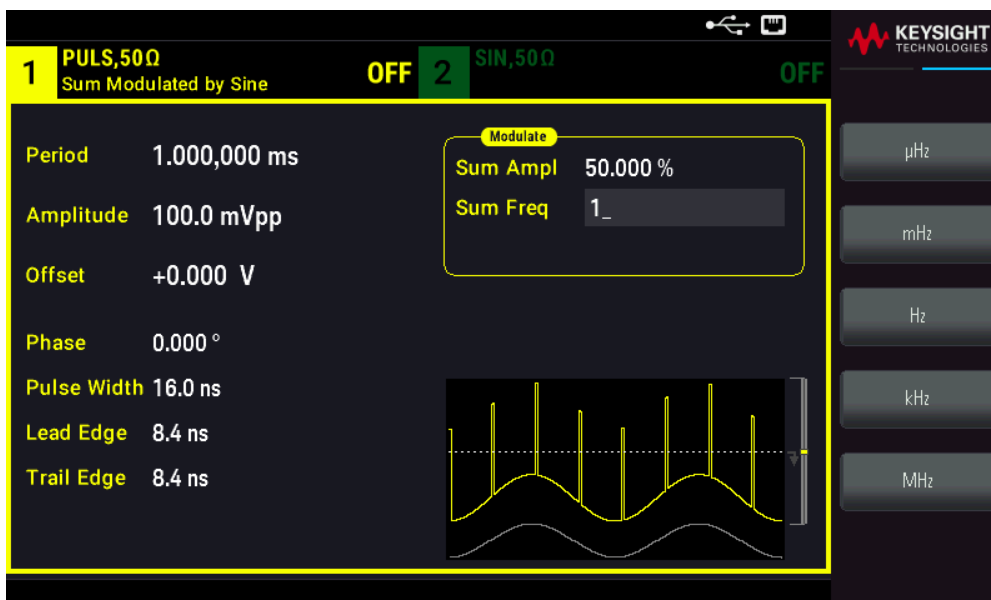 KEYSIGHT
TECHNOLOGIES
1 PULS,50Ω OFF 2 SIN,50Ω OFF
Sum Modulated by Sine
Modulate
Period 1.000,000 ms
Sum Ampl 50.000 %
Amplitude 100.0 mVpp
Sum Freq 1_
Offset +0.000 V
Phase 0.000 °
Pulse Width 16.0 ns
Lead Edge 8.4 ns
Trail Edge 8.4 ns
µHz
mHz
Hz
kHz
MHz